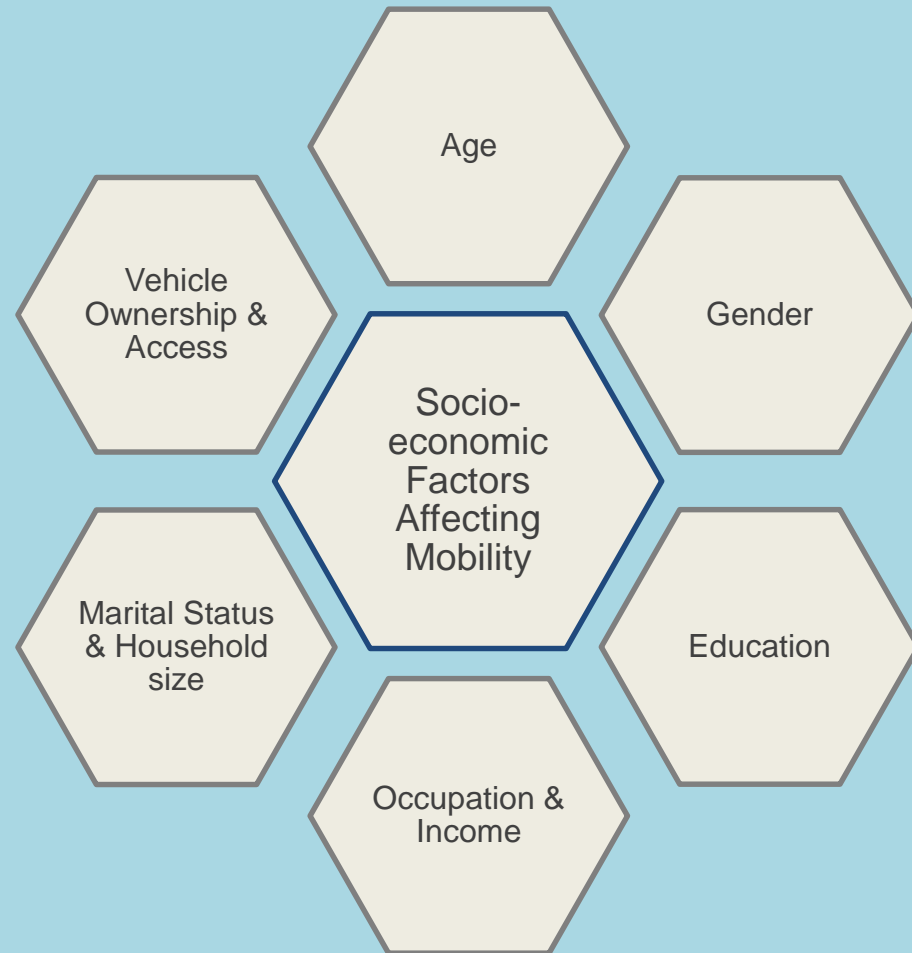 Age
Vehicle
Ownership &
Access
Gender
Socio-
economic
Factors
Affecting
Mobility
Marital Status
& Household
size
Education
Occupation &
Income